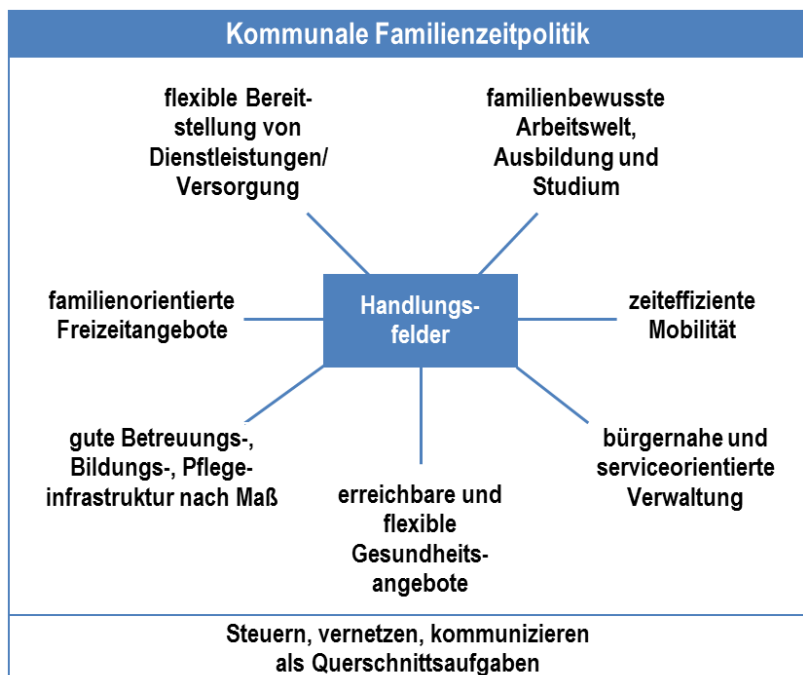 Kommunale Familienzeitpolitik
flexible Bereit-
stellung von
Dienstleistungen/
Versorgung
familienbewusste
Arbeitswelt,
Ausbildung und
Studium
familienorientierte
Freizeitangebote
Handlungs-
felder
zeiteffiziente
Mobilität
gute Betreuungs-,
Bildungs-, Pflege-
infrastruktur nach Maß
erreichbare und
flexible
Gesundheits-
angebote
bürgernahe und
serviceorientierte
Verwaltung
Steuern, vernetzen, kommunizieren
als Querschnittsaufgaben